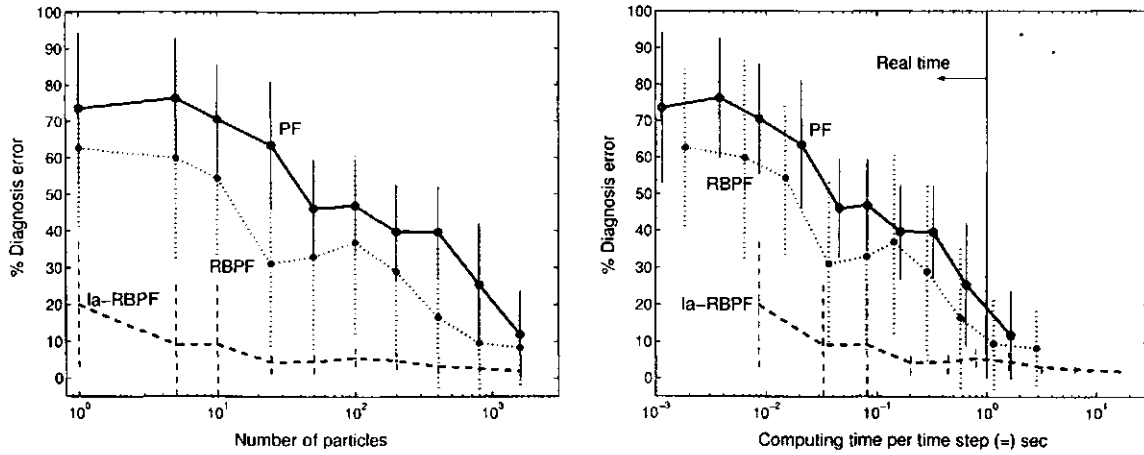 % Diagnosis error
100
90
80
70
60
50
40
30
20
10
0
PF
RBPF
la-RBPF
10⁰
10¹
10²
10³
Number of particles
% Diagnosis error
100
90
80
70
60
50
40
30
20
10
0
Real time
PF
RBPF
la-RBPF
10⁻³
10⁻²
10⁻¹
10⁰
10¹
Computing time per time step (=) sec